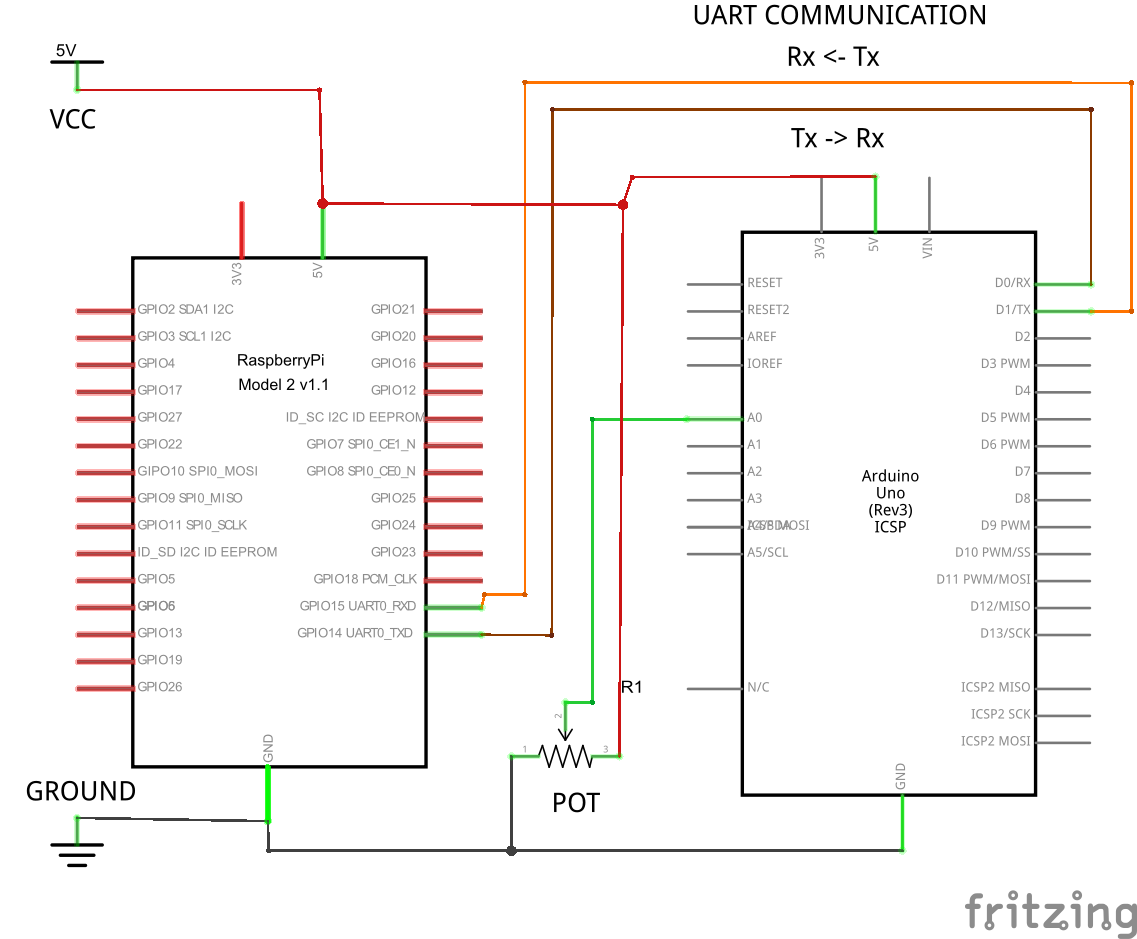 UART COMMUNICATION
Rx <- Tx
Tx -> Rx
5V
VCC
3V3
5V
GPIO2 SDA1 I2C
GPIO3 SCL1 I2C
GPIO4
GPIO17
GPIO27
GPIO22
GIPO10 SPI0_MOSI
GPIO9 SPI0_MISO
GPIO11 SPI0_SCLK
ID_SD I2C ID EEPROM
GPIO5
GPIO6
GPIO13
GPIO19
GPIO26
RaspberryPi
Model 2 v1.1
GPIO21
GPIO20
GPIO16
GPIO12
ID_SC I2C ID EEPROM
GPIO7 SPI0_CE1_N
GPIO8 SPI0_CE0_N
GPIO25
GPIO24
GPIO23
GPIO18 PCM_CLK
GPIO15 UART0_RXD
GPIO14 UART0_TXD
GND
GROUND
R1
1
2
3
POT
3V3
5V
VIN
RESET
RESET2
AREF
IOREF
A0
A1
A2
A3
A5/SCL
N/C
Arduino
Uno
(Rev3)
ICSP
D0/RX
D1/TX
D2
D3 PWM
D4
D5 PWM
D6 PWM
D7
D8
D9 PWM
D10 PWM/SS
D11 PWM/MOSI
D12/MISO
D13/SCK
ICSP2 MISO
ICSP2 SCK
ICSP2 MOSI
GND
fritzing